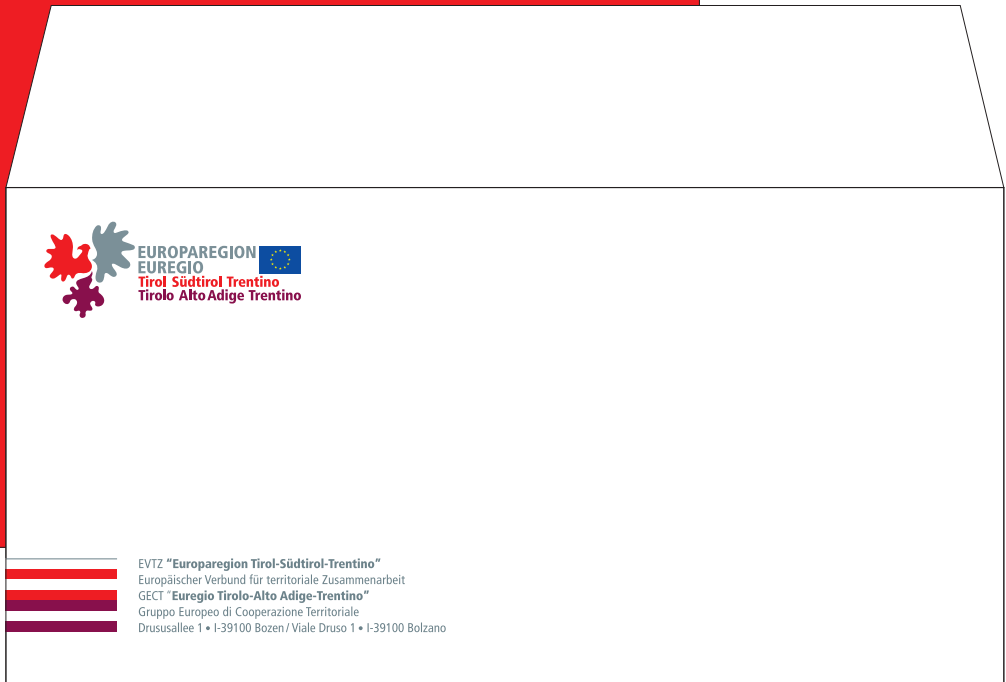 EUROPAREGION
EUREGIO
Tirol Südtirol Trentino
Tirolo Alto Adige Trentino
EVTZ "Europaregion Tirol-Südtirol-Trentino"
Europäischer Verbund für territoriale Zusammenarbeit
GECT "Euregio Tirolo-Alto Adige-Trentino"
Gruppo Europeo di Cooperazione Territoriale
Drususallee 1 • I-39100 Bozen / Viale Druso 1 • I-39100 Bolzano